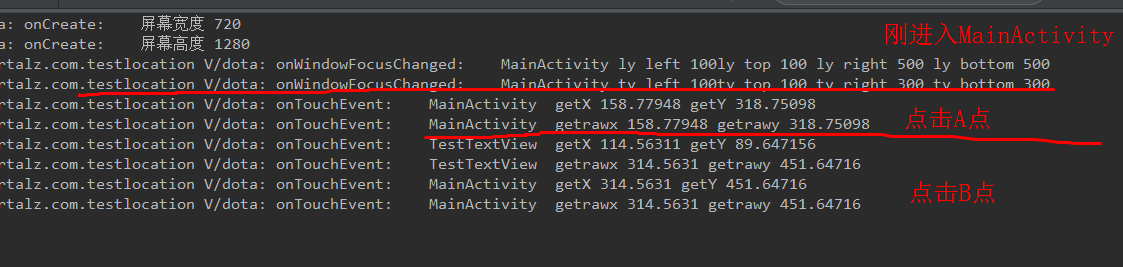 a: onCreate: 屏幕宽度 720
a: onCreate: 屏幕高度 1280
刚进入MainActivity
rtalz.com.testlocation V/dota: onWindowFocusChanged: MainActivity ly left 100ly top 100 ly right 500 ly bottom 500
rtalz.com.testlocation V/dota: onWindowFocusChanged: MainActivity tv left 100tv top 100 tv right 300 tv bottom 300
rtalz.com.testlocation V/dota: onTouchEvent: MainActivity getX 158.77948 getY 318.75098
rtalz.com.testlocation V/dota: onTouchEvent: MainActivity getrawx 158.77948 getrawy 318.75098
点击A点
rtalz.com.testlocation V/dota: onTouchEvent: TestTextView getX 114.56311 getY 89.647156
rtalz.com.testlocation V/dota: onTouchEvent: TestTextView getrawx 314.5631 getrawy 451.64716
rtalz.com.testlocation V/dota: onTouchEvent: MainActivity getX 314.5631 getY 451.64716
rtalz.com.testlocation V/dota: onTouchEvent: MainActivity getrawx 314.5631 getrawy 451.64716
点击B点